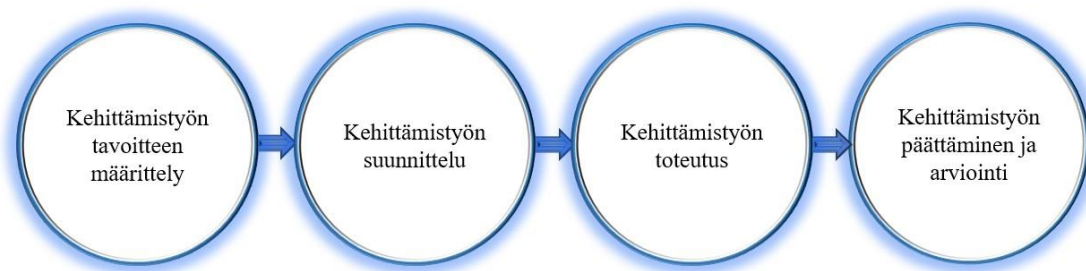 Kehittämistyön
tavoitteen
määrittely
Kehittämistyön
suunnittelu
Kehittämistyön
toteutus
Kehittämistyön
päättäminen ja
arviointi